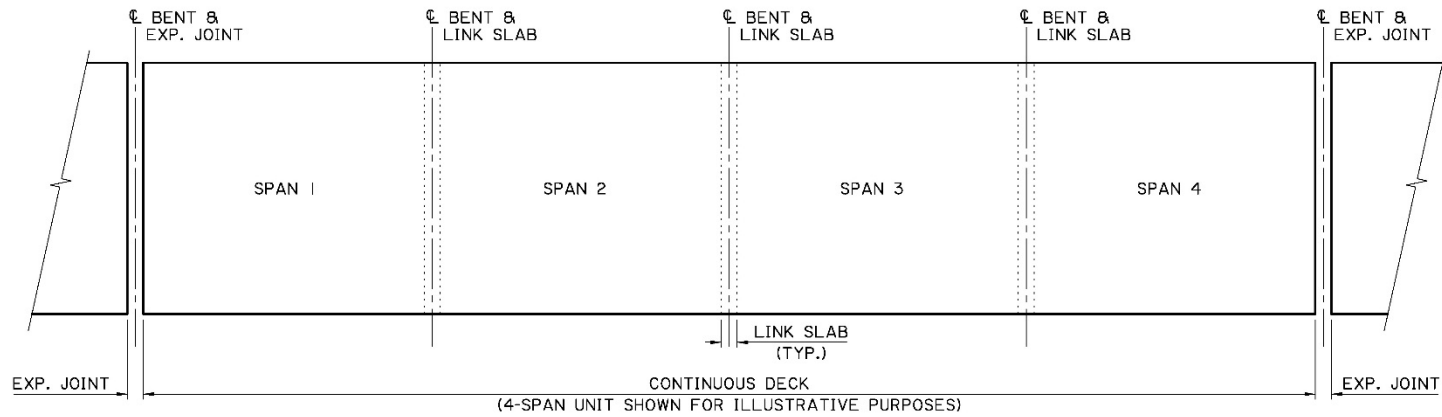 ℄ BENT &
EXP. JOINT
℄ BENT &
LINK SLAB
℄ BENT &
LINK SLAB
℄ BENT &
LINK SLAB
℄ BENT &
EXP. JOINT
SPAN 1
SPAN 2
SPAN 3
SPAN 4
LINK SLAB
(TYP.)
EXP. JOINT
CONTINUOUS DECK
(4-SPAN UNIT SHOWN FOR ILLUSTRATIVE PURPOSES)
EXP. JOINT